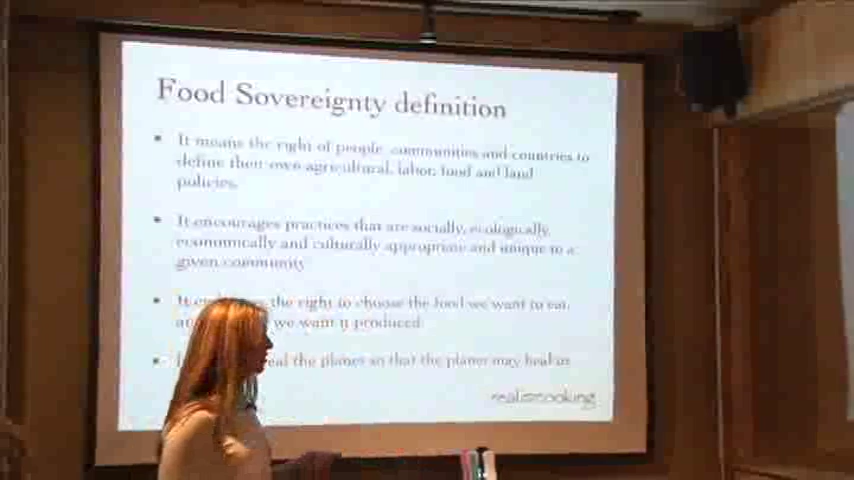 Food Sovereignty definition
It means the right of people, communities and countries to
define their own agricultural, labor, food and land
policies.
It encourages practices that are socially, ecologically,
economically and culturally appropriate and unique to a
given community
It the right to choose the food we want to eat,
we want it produced.
heal the planet so that the planet may heal us
realizecooking